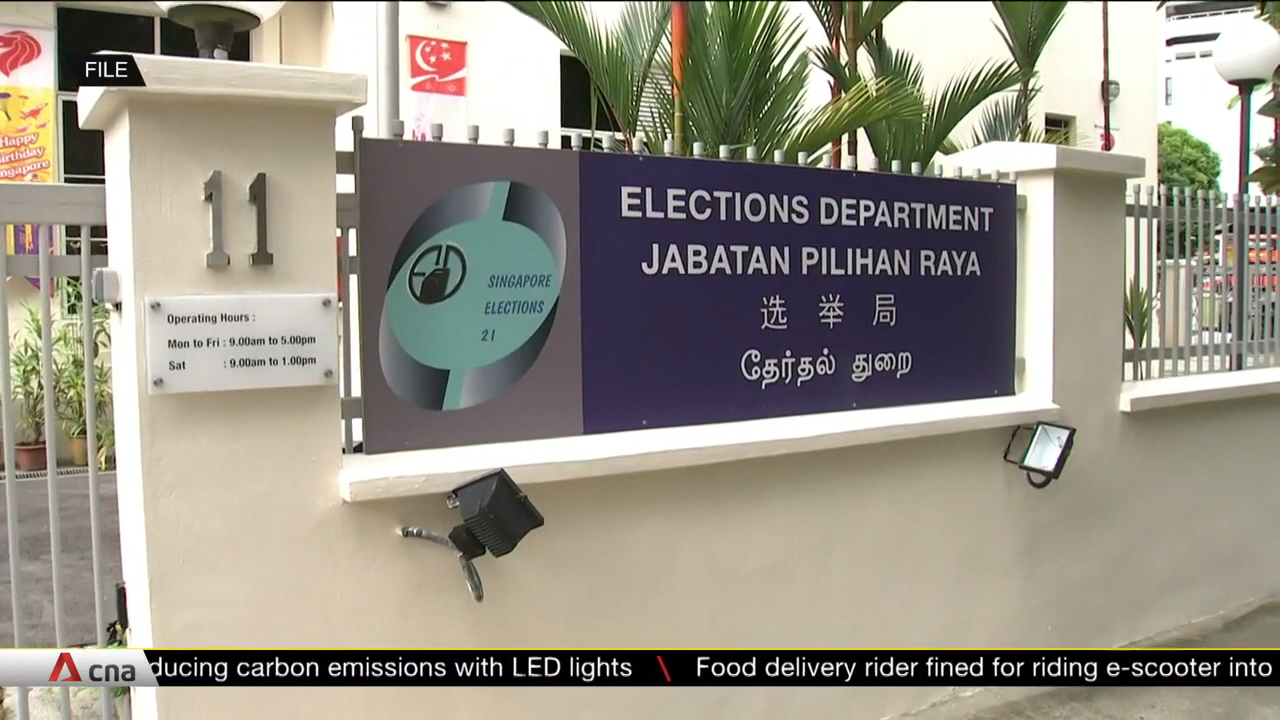 FILE
Happy
Birthday
Singapore
11
Operating Hours :
Mon to Fri : 9.00am to 5.00pm
Sat : 9.00am to 1.00pm
SINGAPORE
ELECTIONS
21
ELECTIONS DEPARTMENT
JABATAN PILIHAN RAYA
选举局
தேர்தல் துறை
cna
ducing carbon emissions with LED lights \ Food delivery rider fined for riding e-scooter into